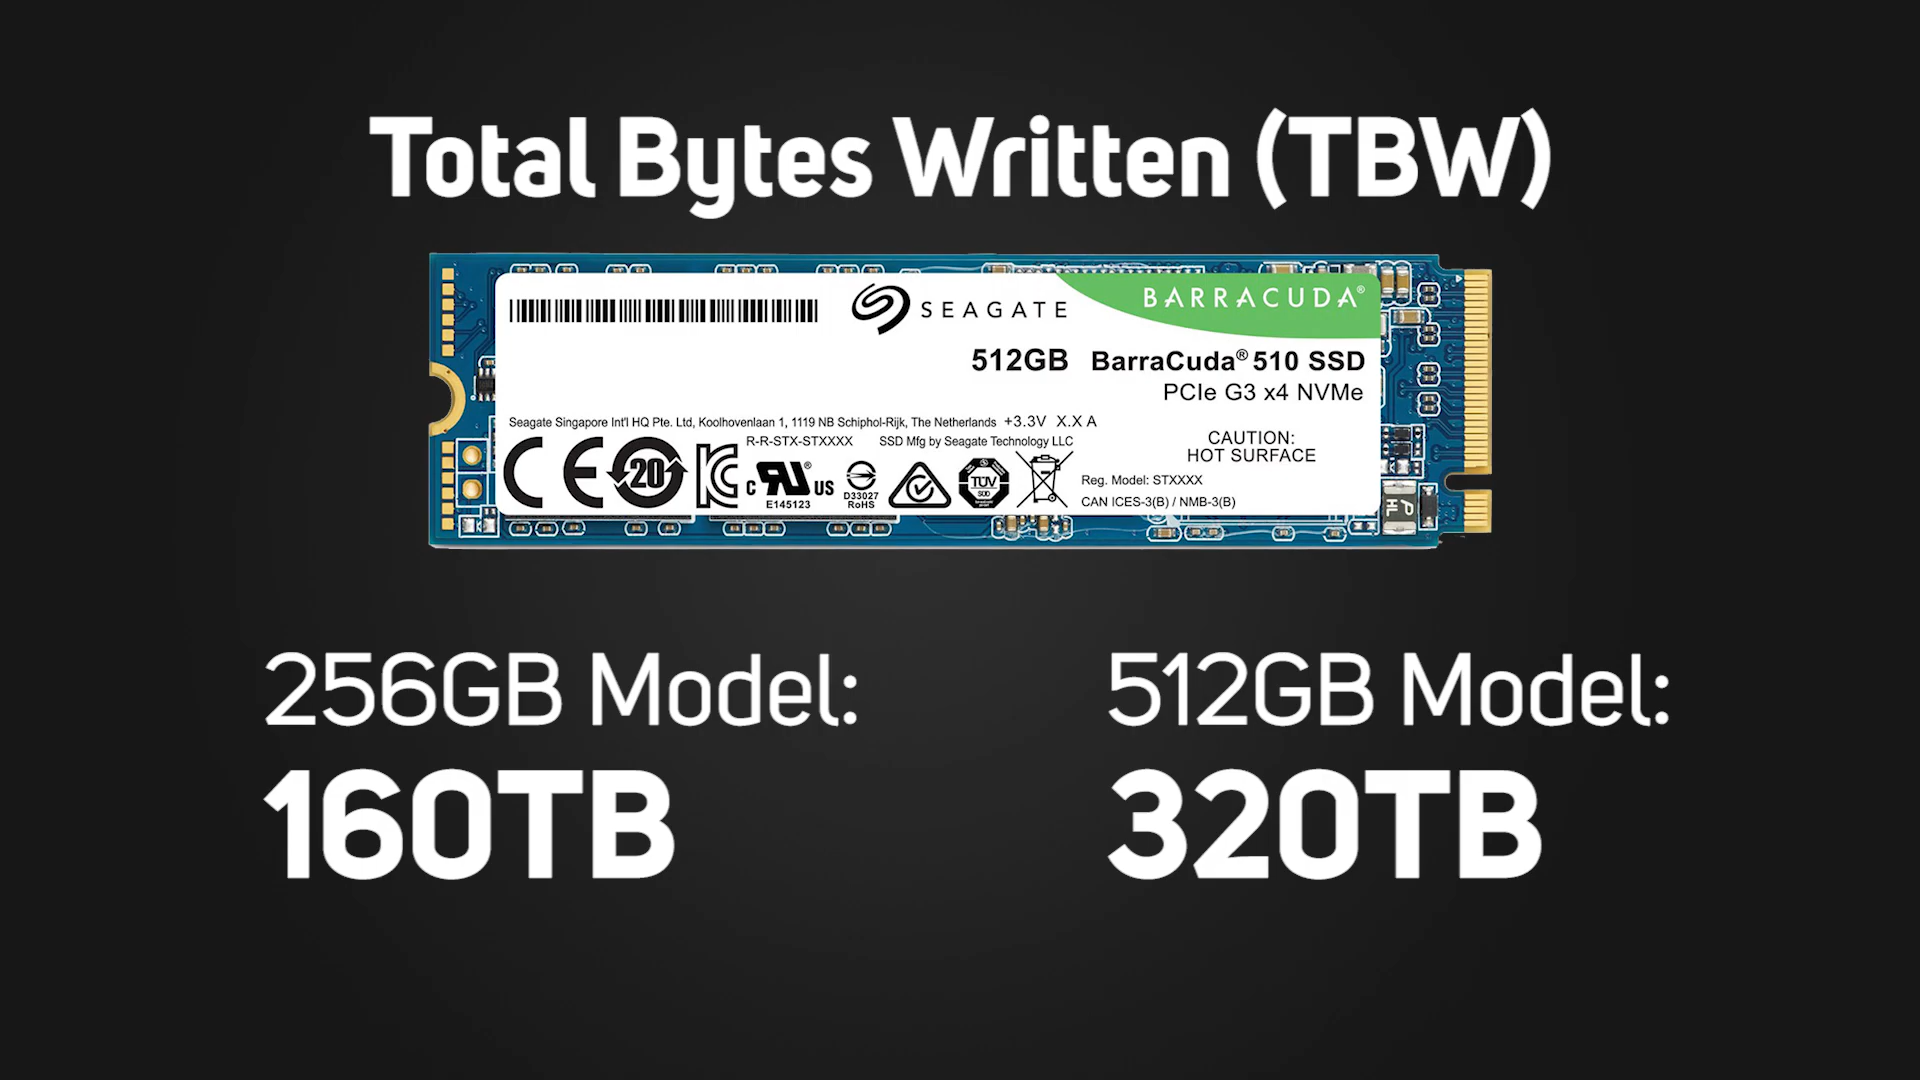 Total Bytes Written (TBW)
SEAGATE
BARRACUDA®
512GB BarraCuda® 510 SSD
PCIe G3 x4 NVMe
Seagate Singapore Int'l HQ Pte. Ltd, Koolhovenlaan 1, 1119 NB Schiphol-Rijk, The Netherlands +3.3V X.X A
R-R-STX-STXXXX SSD Mfg by Seagate Technology LLC
CAUTION:
HOT SURFACE
CE 20 c RU® US
E145123
D33027
RoHS
TÜV
SÜD
Reg. Model: STXXXX
CAN ICES-3(B) / NMB-3(B)
256GB Model:
160TB
512GB Model:
320TB